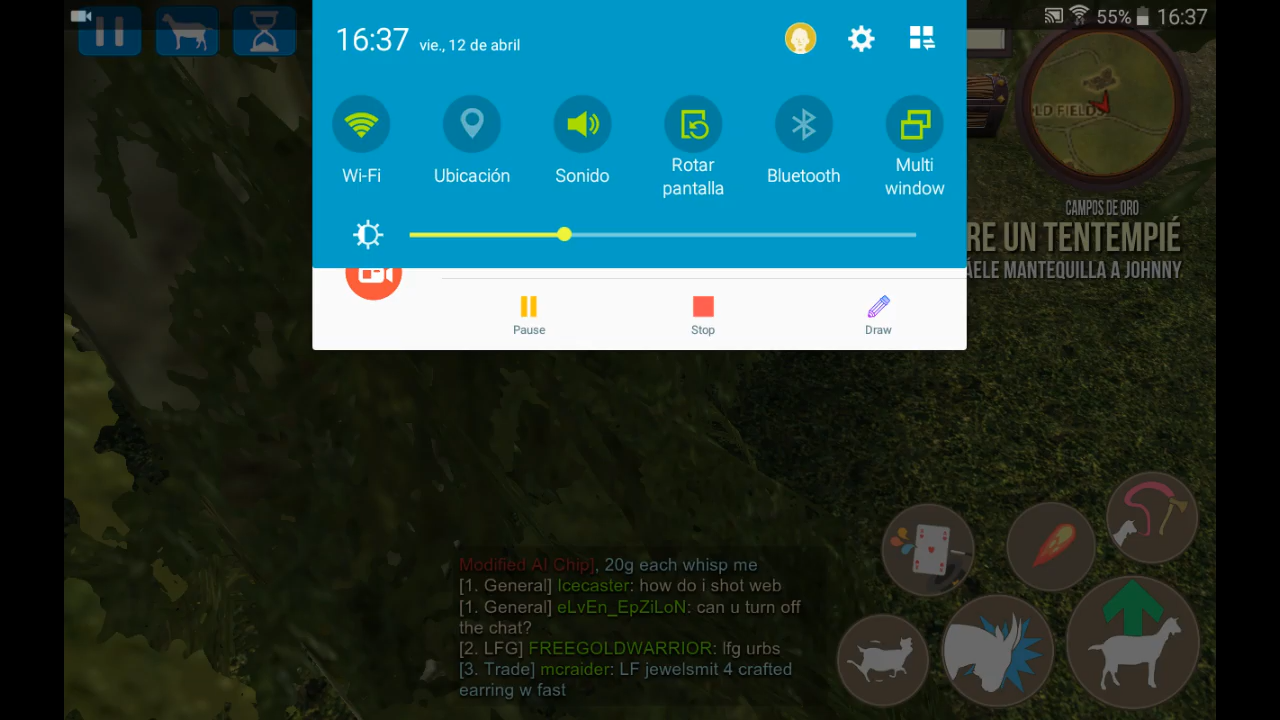 55% 16:37
16:37 vie., 12 de abril
Wi-Fi
Ubicación
Sonido
Rotar
pantalla
Bluetooth
Multi
window
LD FIELDS
CAMPOS DE ORO
RE UN TENTEMPIÉ
ÁELE MANTEQUILLA A JOHNNY
Pause
Stop
Draw
Modified AI Chip], 20g each whisp me
[1. General] Icecaster: how do i shot web
[1. General] eLvEn_EpZiLoN: can u turn off
the chat?
[2. LFG] FREEGOLDWARRIOR: lfg urbs
[3. Trade] mcraider: LF jewelsmit 4 crafted
earring w fast